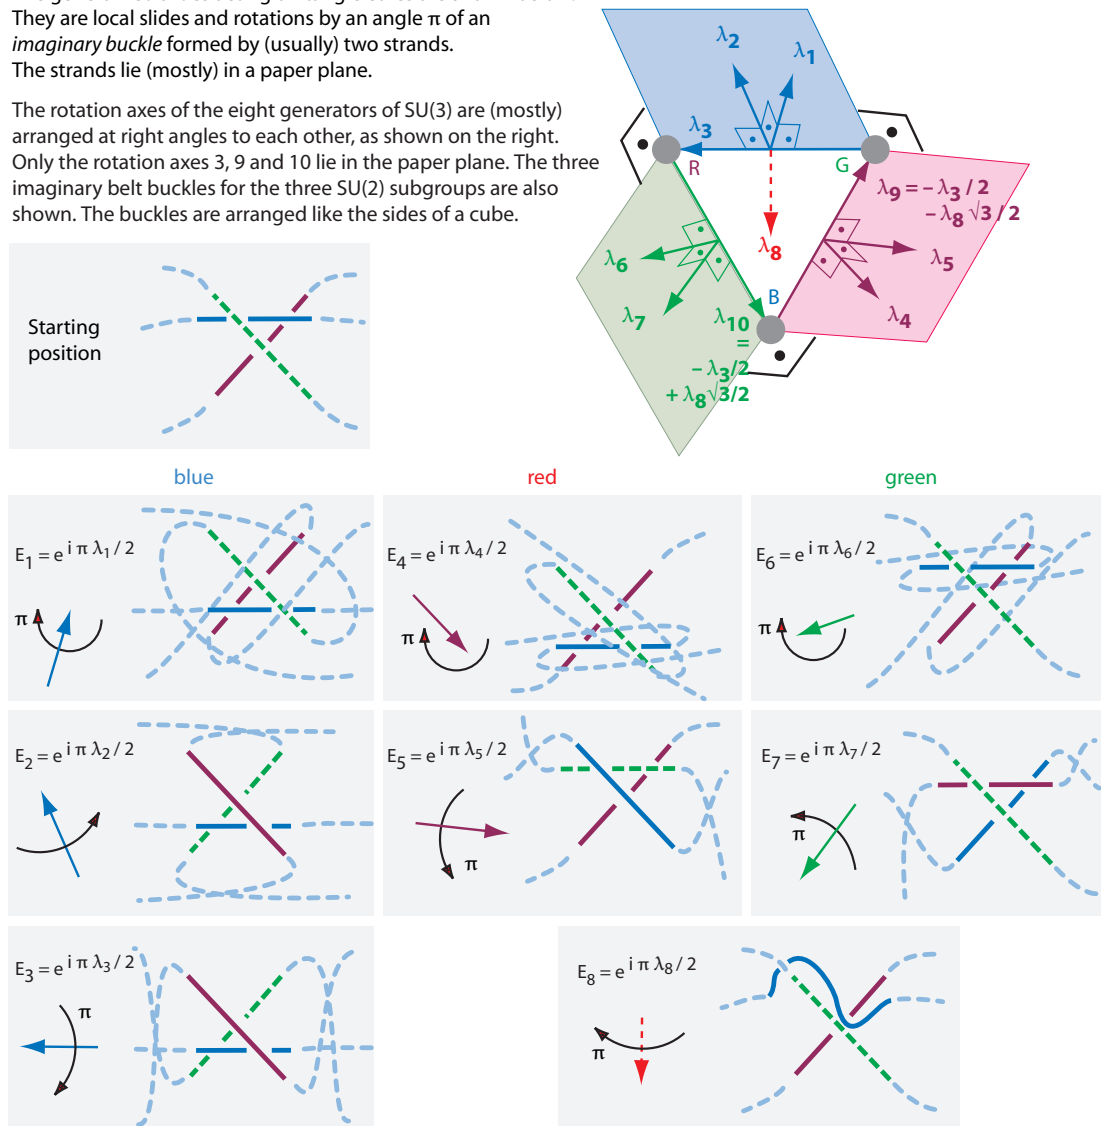 They are local slides and rotations by an angle π of an
imaginary buckle formed by (usually) two strands.
The strands lie (mostly) in a paper plane.
The rotation axes of the eight generators of SU(3) are (mostly)
arranged at right angles to each other, as shown on the right.
Only the rotation axes 3, 9 and 10 lie in the paper plane. The three
imaginary belt buckles for the three SU(2) subgroups are also
shown. The buckles are arranged like the sides of a cube.
λ2
λ1
λ3
R
G
λ9 = – λ3 / 2
– λ8 √3 / 2
λ8
λ6
λ5
λ7
B
λ4
λ10
=
– λ3/2
+ λ8 √3/2
Starting
position
blue
red
green
E1 = e i π λ1 / 2
π
E4 = e i π λ4 / 2
π
E6 = e i π λ6 / 2
π
E2 = e i π λ2 / 2
E5 = e i π λ5 / 2
π
E7 = e i π λ7 / 2
π
E3 = e i π λ3 / 2
π
E8 = e i π λ8 / 2
π